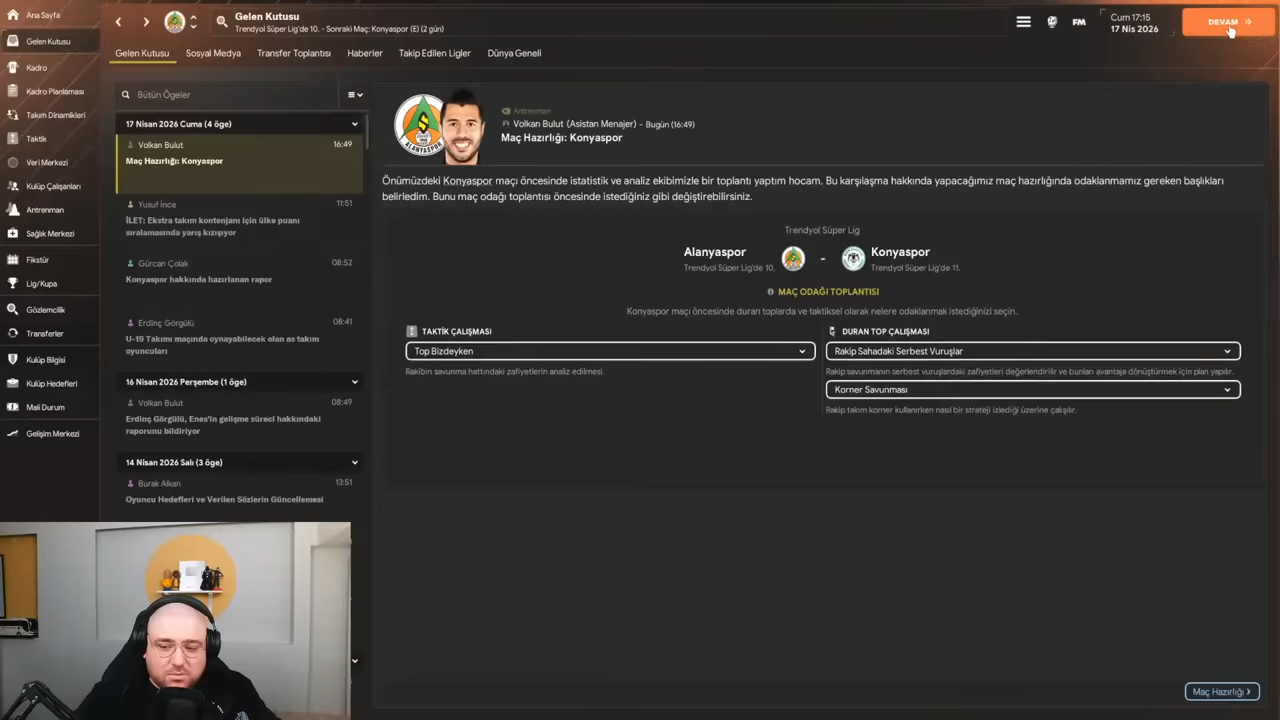 Ana Sayfa
Gelen Kutusu
Kadro
Kadro Planlaması
Takım Dinamikleri
Taktik
Veri Merkezi
Kulüp Çalışanları
Antrenman
Sağlık Merkezi
Fikstür
Lig/Kupa
Gözlemcilik
Transferler
Kulüp Bilgisi
Kulüp Hedefleri
Mali Durum
Gelişim Merkezi
Gelen Kutusu
Trendyol Süper Lig'de 10. - Sonraki Maç: Konyaspor (E) (2 gün)
FM
Cum 17:15
17 Nis 2026
DEVAM
Gelen Kutusu
Sosyal Medya
Transfer Toplantısı
Haberler
Takip Edilen Ligler
Dünya Geneli
Bütün Ögeler
17 Nisan 2026 Cuma (4 öge)
Volkan Bulut 16:49
Maç Hazırlığı: Konyaspor
Yusuf İnce 11:51
İLET: Ekstra takım kontenjanı için ülke puanı
sıralamasında yarış kızışıyor
Gürcan Çolak 08:52
Konyaspor hakkında hazırlanan rapor
Erdinç Görgülü 08:41
U-19 Takımı maçında oynayabilecek olan as takım
oyuncuları
16 Nisan 2026 Perşembe (1 öge)
Volkan Bulut 08:49
Erdinç Görgülü, Enes'in gelişme süreci hakkındaki
raporunu bildiriyor
14 Nisan 2026 Salı (3 öge)
Burak Alkan 13:51
Oyuncu Hedefleri ve Verilen Sözlerin Güncellemesi
ALANYASPOR
Antrenman
Volkan Bulut (Asistan Menajer) - Bugün (16:49)
Maç Hazırlığı: Konyaspor
Önümüzdeki Konyaspor maçı öncesinde istatistik ve analiz ekibimizle bir toplantı yaptım hocam. Bu karşılaşma hakkında yapacağımız maç hazırlığında odaklanmamız gereken başlıkları
belirledim. Bunu maç odağı toplantısı öncesinde istediğiniz gibi değiştirebilirsiniz.
Trendyol Süper Lig
Alanyaspor - Konyaspor
Trendyol Süper Lig'de 10. Trendyol Süper Lig'de 11.
MAÇ ODAĞI TOPLANTISI
Konyaspor maçı öncesinde duran toplarda ve taktiksel olarak nelere odaklanmak istediğinizi seçin..
TAKTİK ÇALIŞMASI
Top Bizdeyken
Rakibin savunma hattındaki zafiyetlerin analiz edilmesi.
DURAN TOP ÇALIŞMASI
Rakip Sahadaki Serbest Vuruşlar
Rakip savunmanın serbest vuruşlardaki zafiyetleri değerlendirilir ve bunları avantaja dönüştürmek için plan yapılır.
Korner Savunması
Rakip takım korner kullanırken nasıl bir strateji izlediği üzerine çalışılır.
Maç Hazırlığı